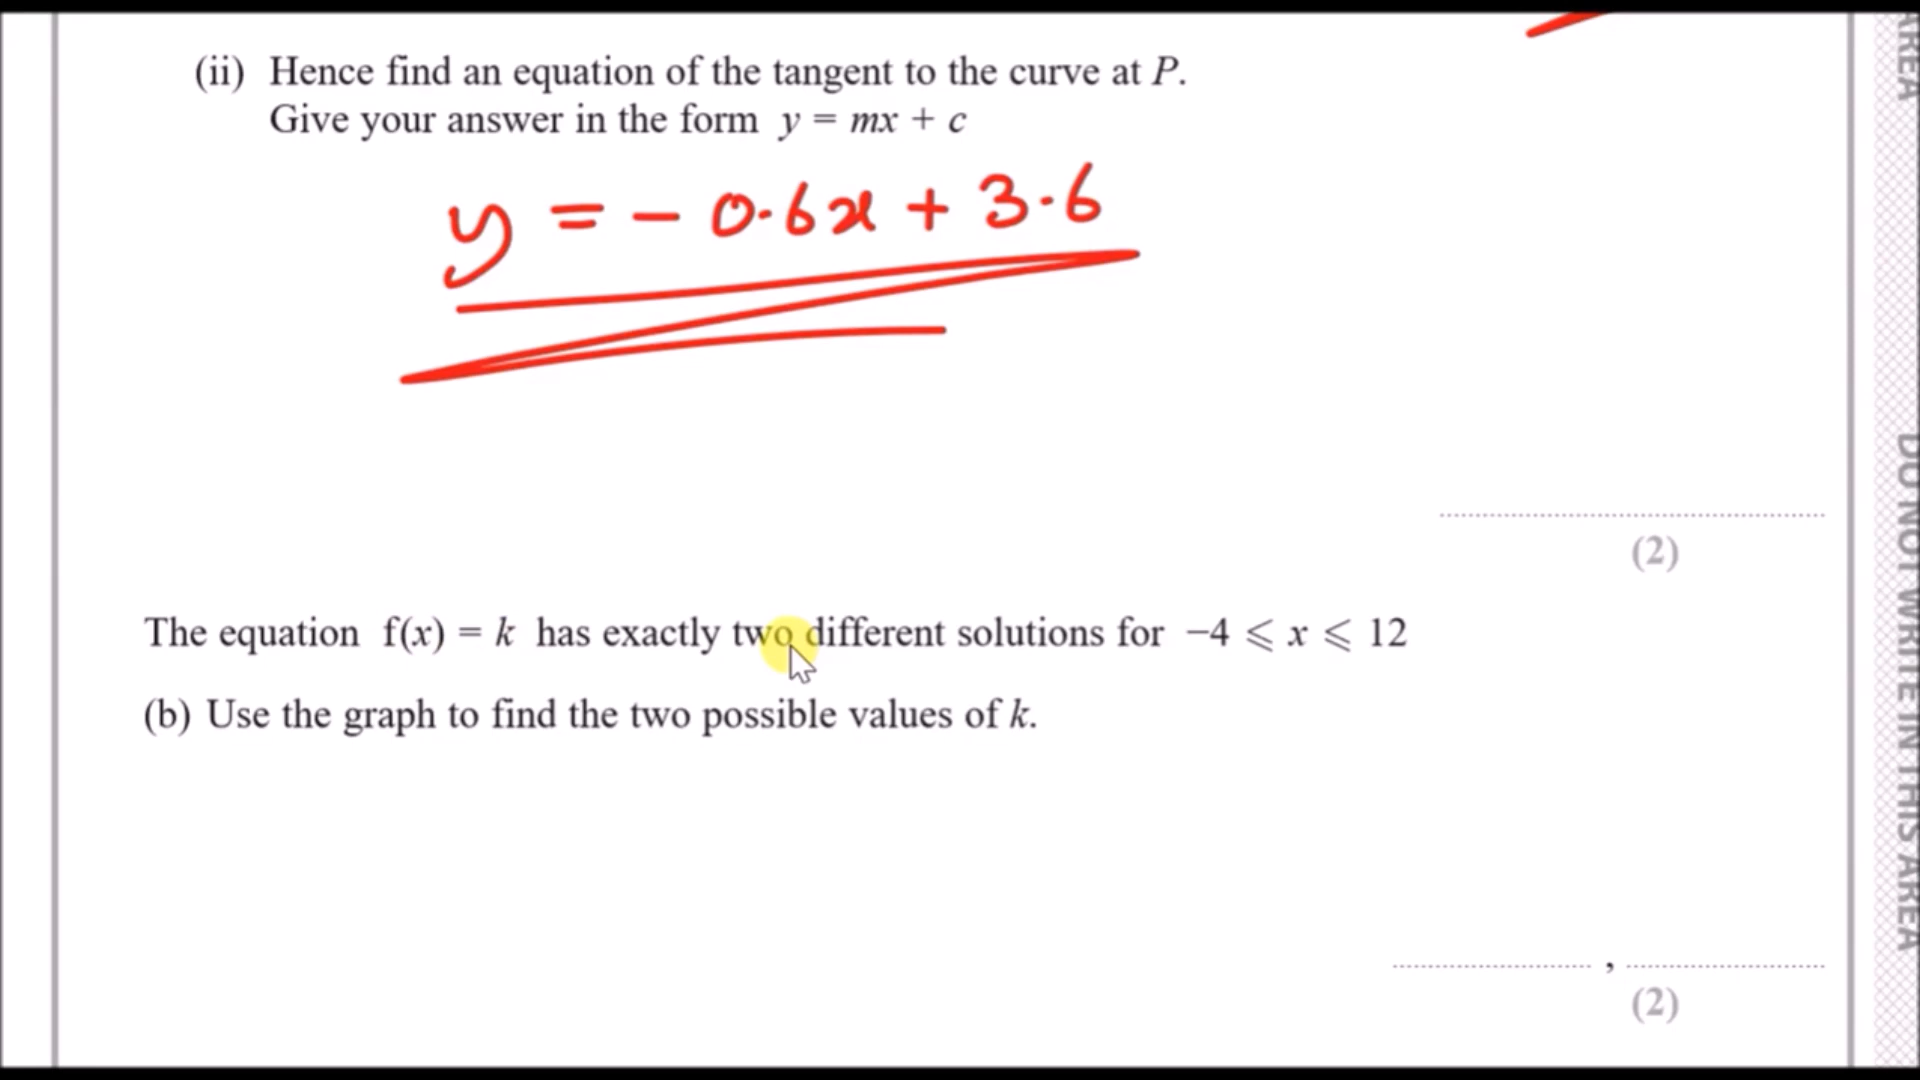 (ii) Hence find an equation of the tangent to the curve at P.
Give your answer in the form y = mx + c
y = - 0.6x + 3.6
(2)
The equation f(x) = k has exactly two different solutions for −4 ⩽ x ⩽ 12
(b) Use the graph to find the two possible values of k.
,
(2)
AREA
DO NOT WRITE IN THIS AREA